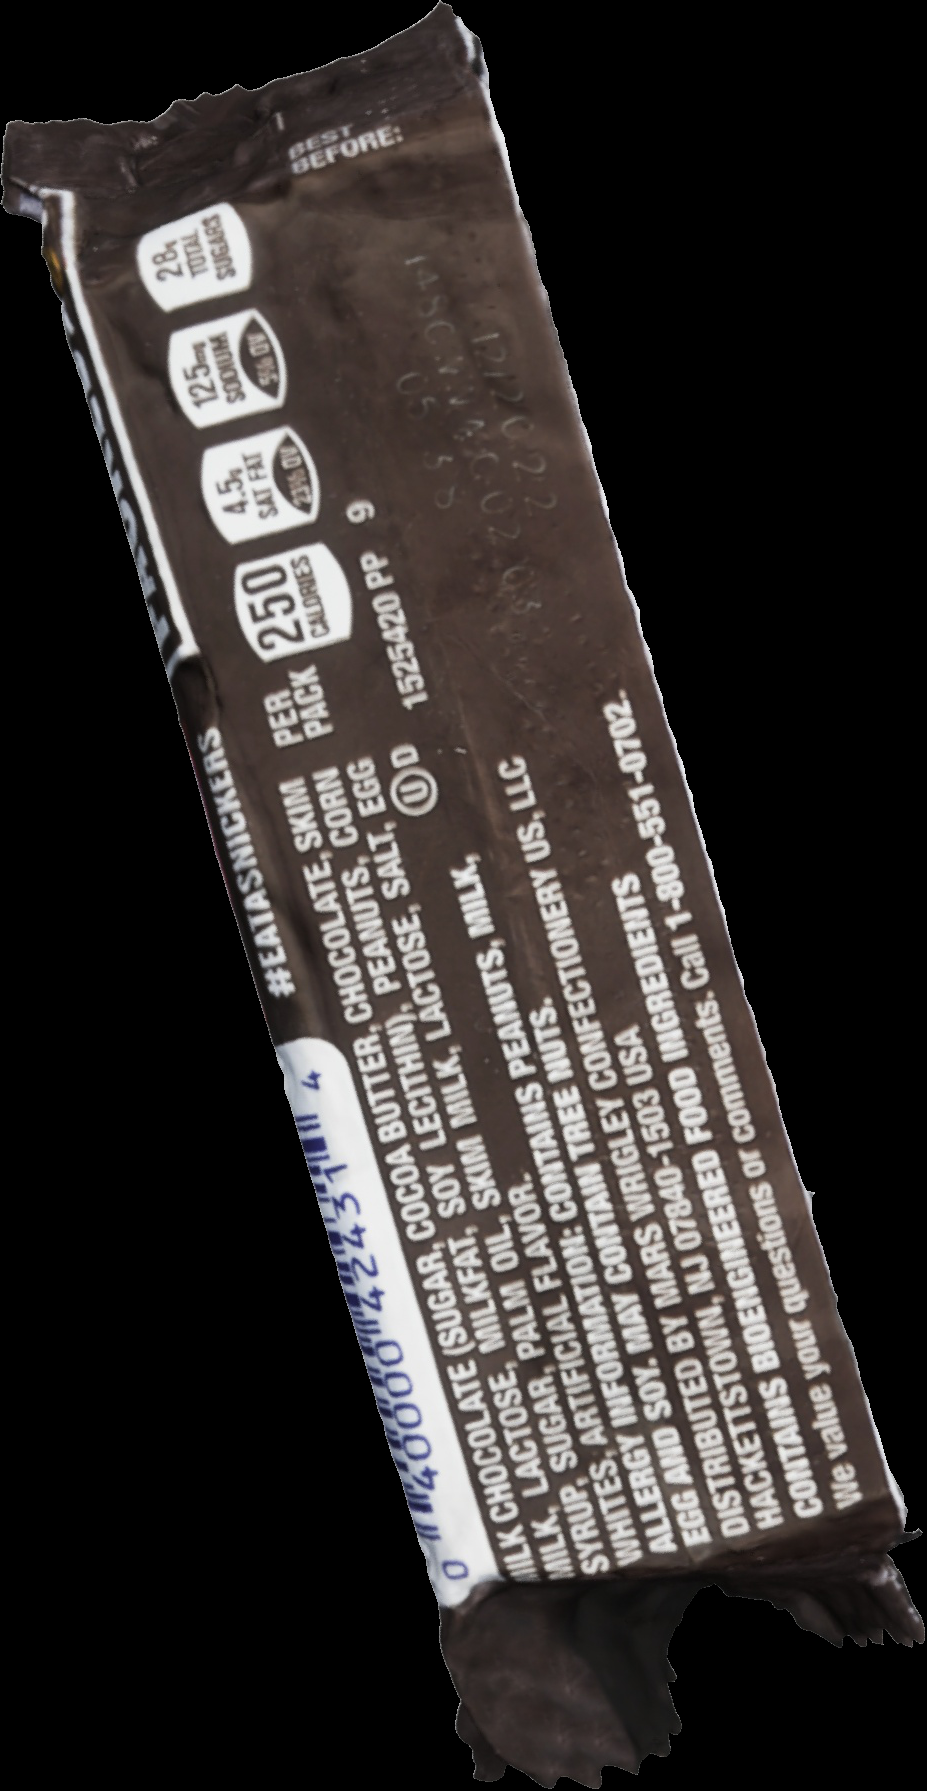 BEST
BEFORE:
28g
TOTAL
SUGARS
125mg
SODIUM
5% DV
4.5g
SAT FAT
23% DV
250
CALORIES
PER
PACK
1525420 PP 9
#EATASNICKERS
MILK CHOCOLATE (SUGAR, COCOA BUTTER, CHOCOLATE, SKIM
MILK, LACTOSE, MILKFAT, SOY LECITHIN), PEANUTS, CORN
SYRUP, SUGAR, PALM OIL, SKIM MILK, LACTOSE, SALT, EGG
WHITES, ARTIFICIAL FLAVOR.
U D
ALLERGY INFORMATION: CONTAINS PEANUTS, MILK,
EGG AND SOY. MAY CONTAIN TREE NUTS.
DISTRIBUTED BY MARS WRIGLEY CONFECTIONERY US, LLC
HACKETTSTOWN, NJ 07840-1503 USA
CONTAINS BIOENGINEERED FOOD INGREDIENTS
We value your questions or comments. Call 1-800-551-0702.
0 40000 42431 4